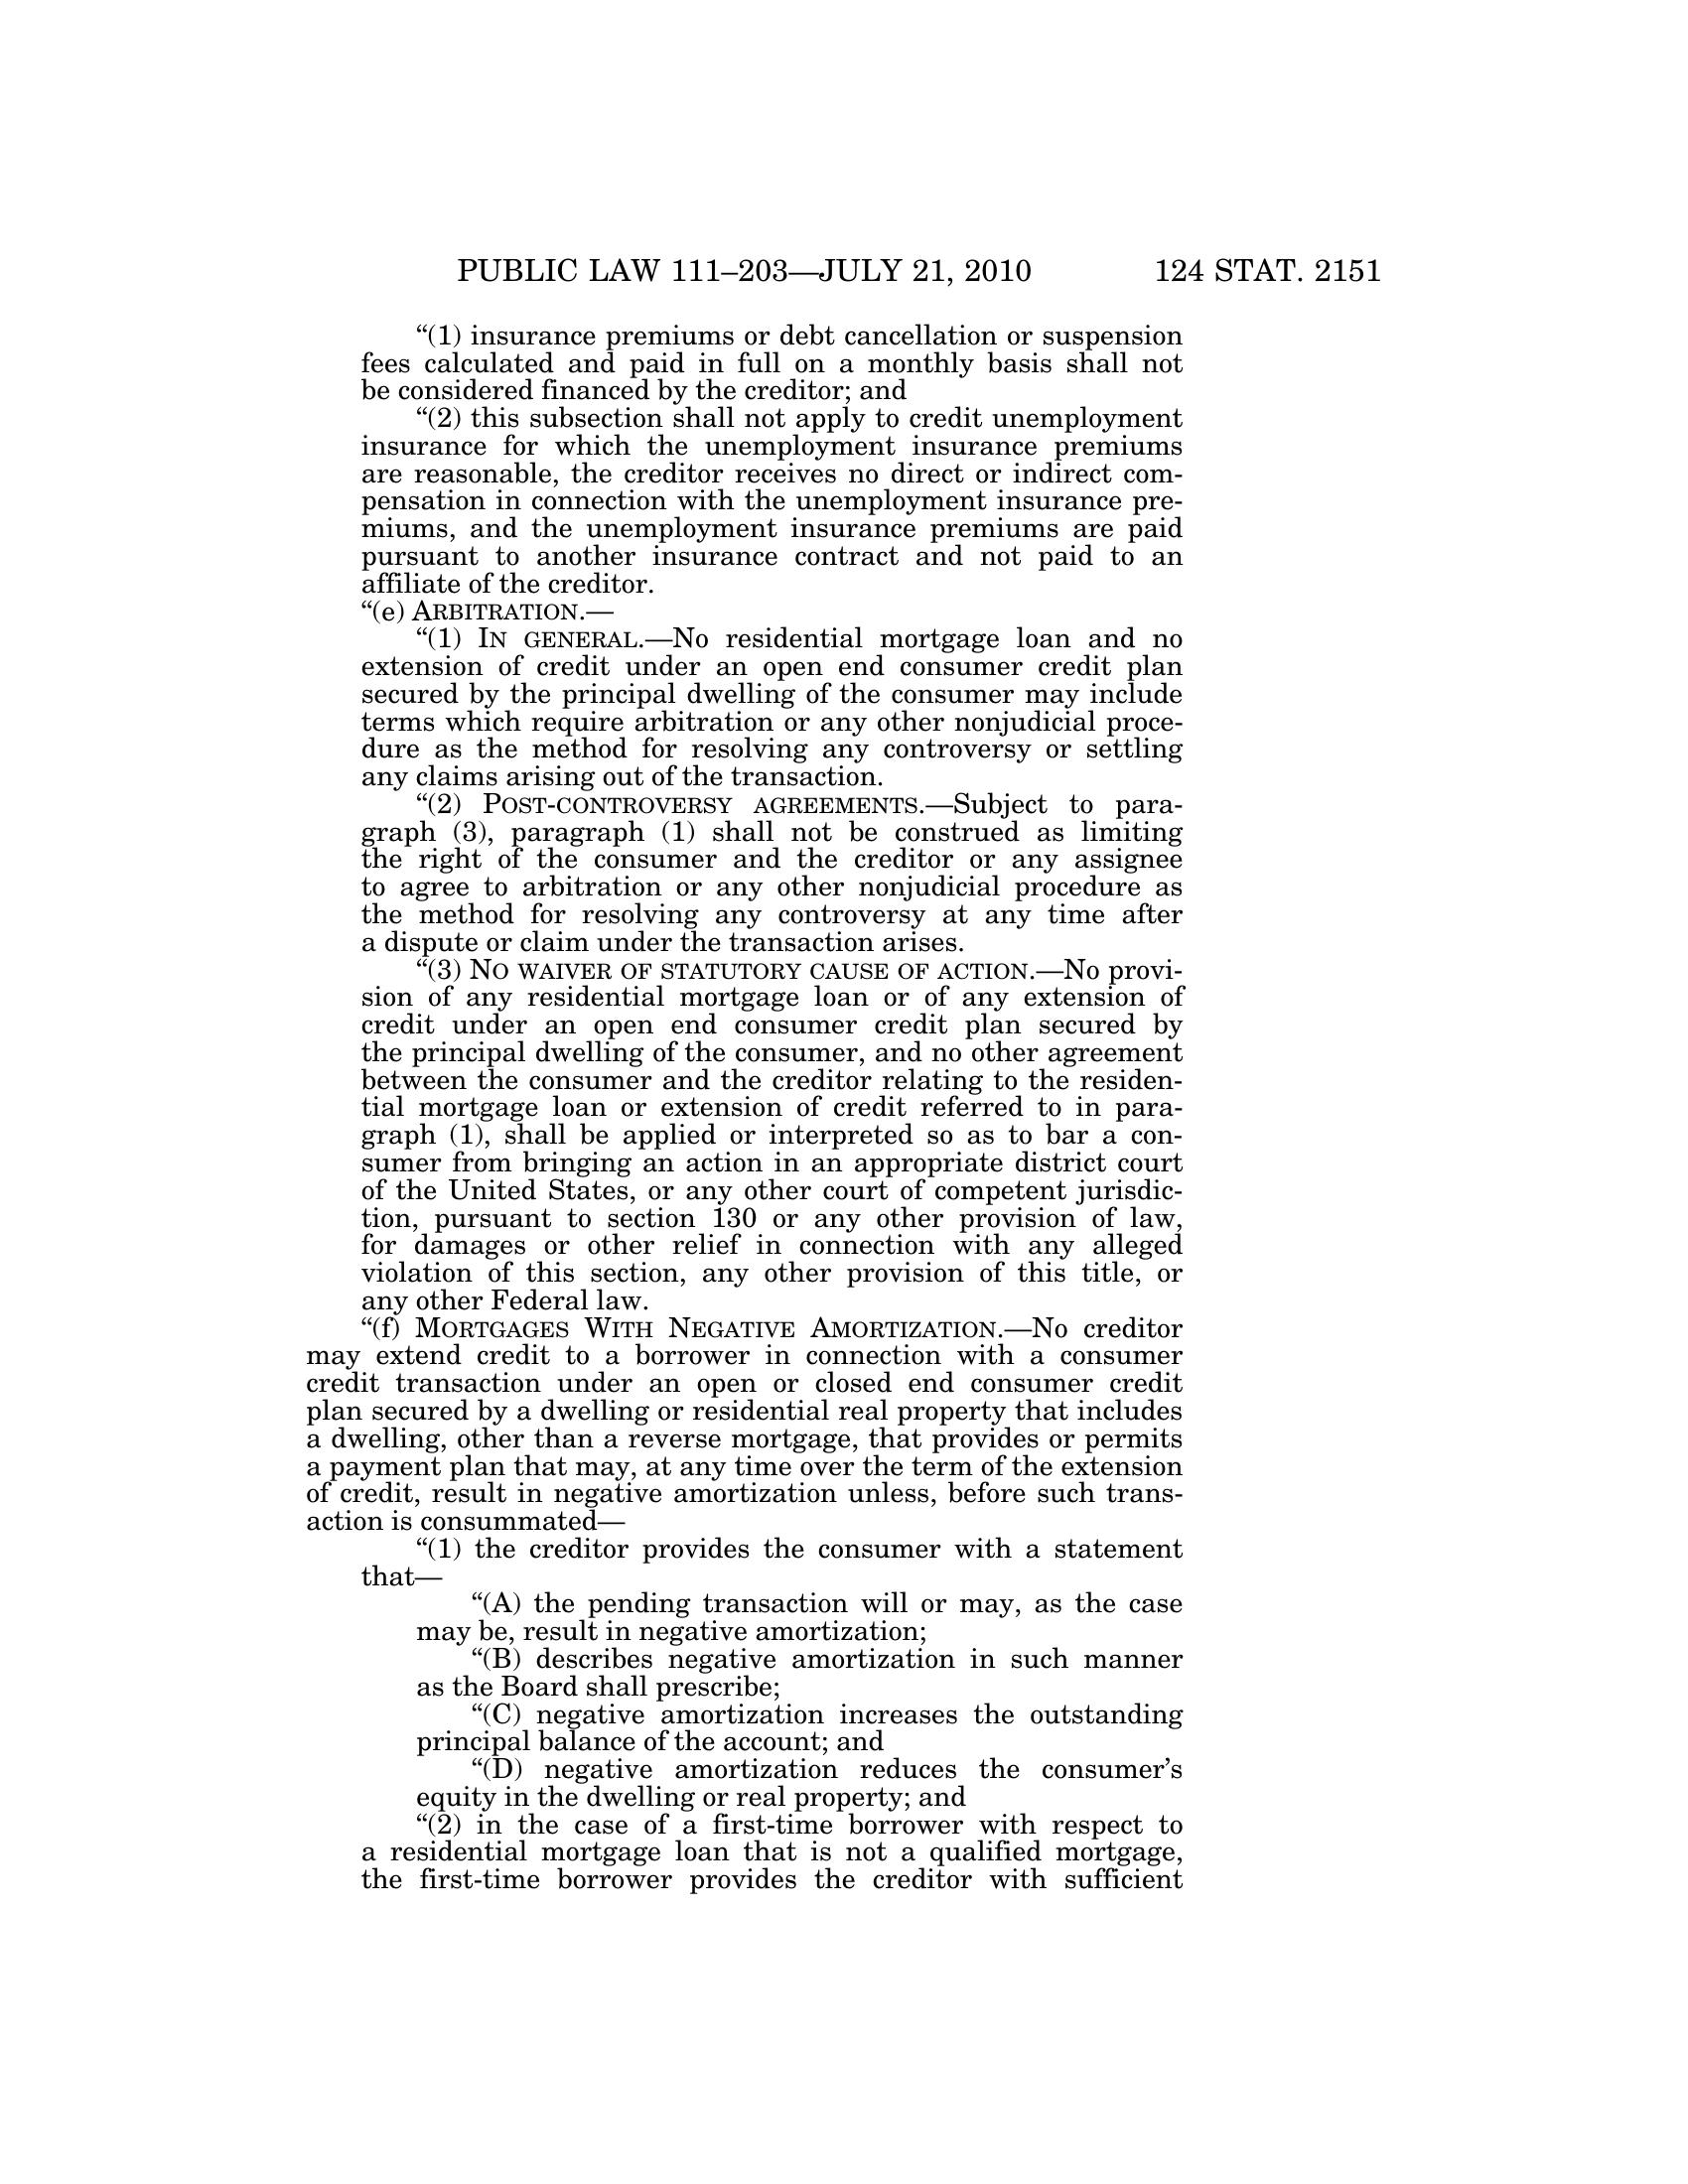 PUBLIC LAW 111–203—JULY 21, 2010 124 STAT. 2151
“(1) insurance premiums or debt cancellation or suspension
fees calculated and paid in full on a monthly basis shall not
be considered financed by the creditor; and
“(2) this subsection shall not apply to credit unemployment
insurance for which the unemployment insurance premiums
are reasonable, the creditor receives no direct or indirect com-
pensation in connection with the unemployment insurance pre-
miums, and the unemployment insurance premiums are paid
pursuant to another insurance contract and not paid to an
affiliate of the creditor.
“(e) ARBITRATION.—
“(1) IN GENERAL.—No residential mortgage loan and no
extension of credit under an open end consumer credit plan
secured by the principal dwelling of the consumer may include
terms which require arbitration or any other nonjudicial proce-
dure as the method for resolving any controversy or settling
any claims arising out of the transaction.
“(2) POST-CONTROVERSY AGREEMENTS.—Subject to para-
graph (3), paragraph (1) shall not be construed as limiting
the right of the consumer and the creditor or any assignee
to agree to arbitration or any other nonjudicial procedure as
the method for resolving any controversy at any time after
a dispute or claim under the transaction arises.
“(3) NO WAIVER OF STATUTORY CAUSE OF ACTION.—No provi-
sion of any residential mortgage loan or of any extension of
credit under an open end consumer credit plan secured by
the principal dwelling of the consumer, and no other agreement
between the consumer and the creditor relating to the residen-
tial mortgage loan or extension of credit referred to in para-
graph (1), shall be applied or interpreted so as to bar a con-
sumer from bringing an action in an appropriate district court
of the United States, or any other court of competent jurisdic-
tion, pursuant to section 130 or any other provision of law,
for damages or other relief in connection with any alleged
violation of this section, any other provision of this title, or
any other Federal law.
“(f) MORTGAGES WITH NEGATIVE AMORTIZATION.—No creditor
may extend credit to a borrower in connection with a consumer
credit transaction under an open or closed end consumer credit
plan secured by a dwelling or residential real property that includes
a dwelling, other than a reverse mortgage, that provides or permits
a payment plan that may, at any time over the term of the extension
of credit, result in negative amortization unless, before such trans-
action is consummated—
“(1) the creditor provides the consumer with a statement
that—
“(A) the pending transaction will or may, as the case
may be, result in negative amortization;
“(B) describes negative amortization in such manner
as the Board shall prescribe;
“(C) negative amortization increases the outstanding
principal balance of the account; and
“(D) negative amortization reduces the consumer’s
equity in the dwelling or real property; and
“(2) in the case of a first-time borrower with respect to
a residential mortgage loan that is not a qualified mortgage,
the first-time borrower provides the creditor with sufficient